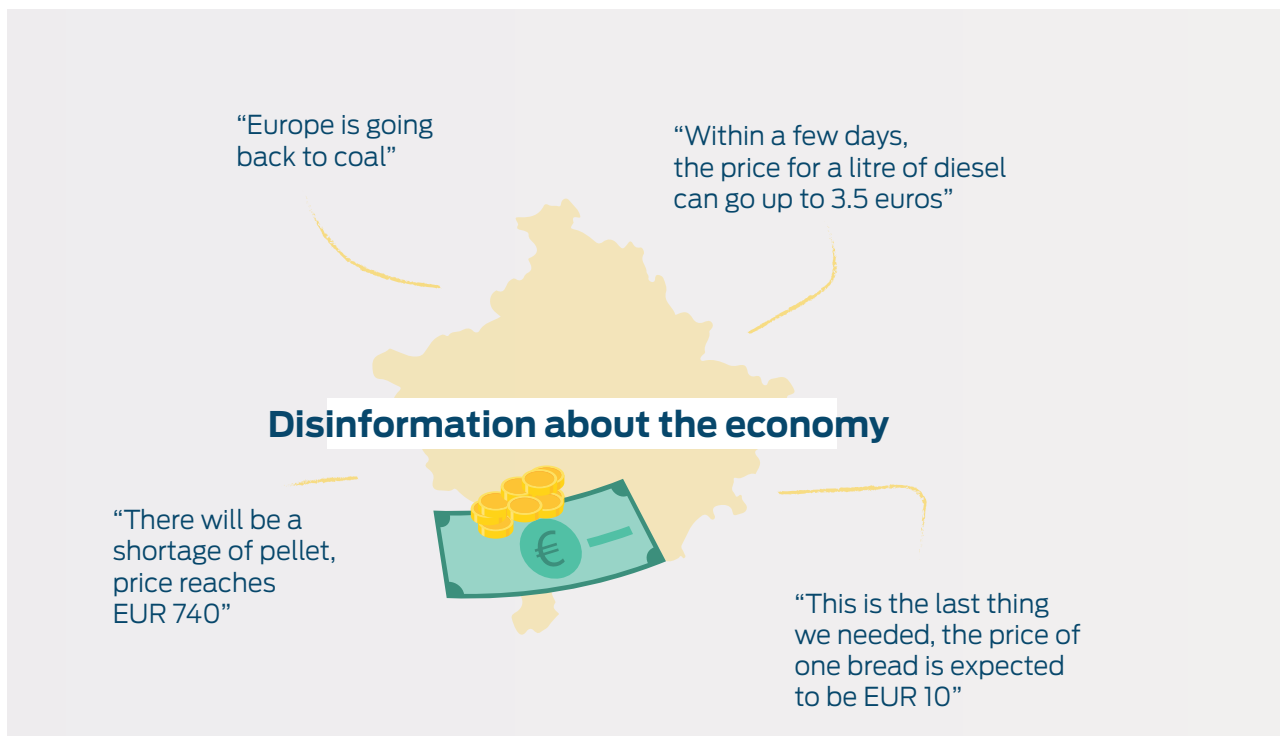 “Europe is going
back to coal”
“Within a few days,
the price for a litre of diesel
can go up to 3.5 euros”
Disinformation about the economy
“There will be a
shortage of pellet,
price reaches
EUR 740”
€
“This is the last thing
we needed, the price of
one bread is expected
to be EUR 10”